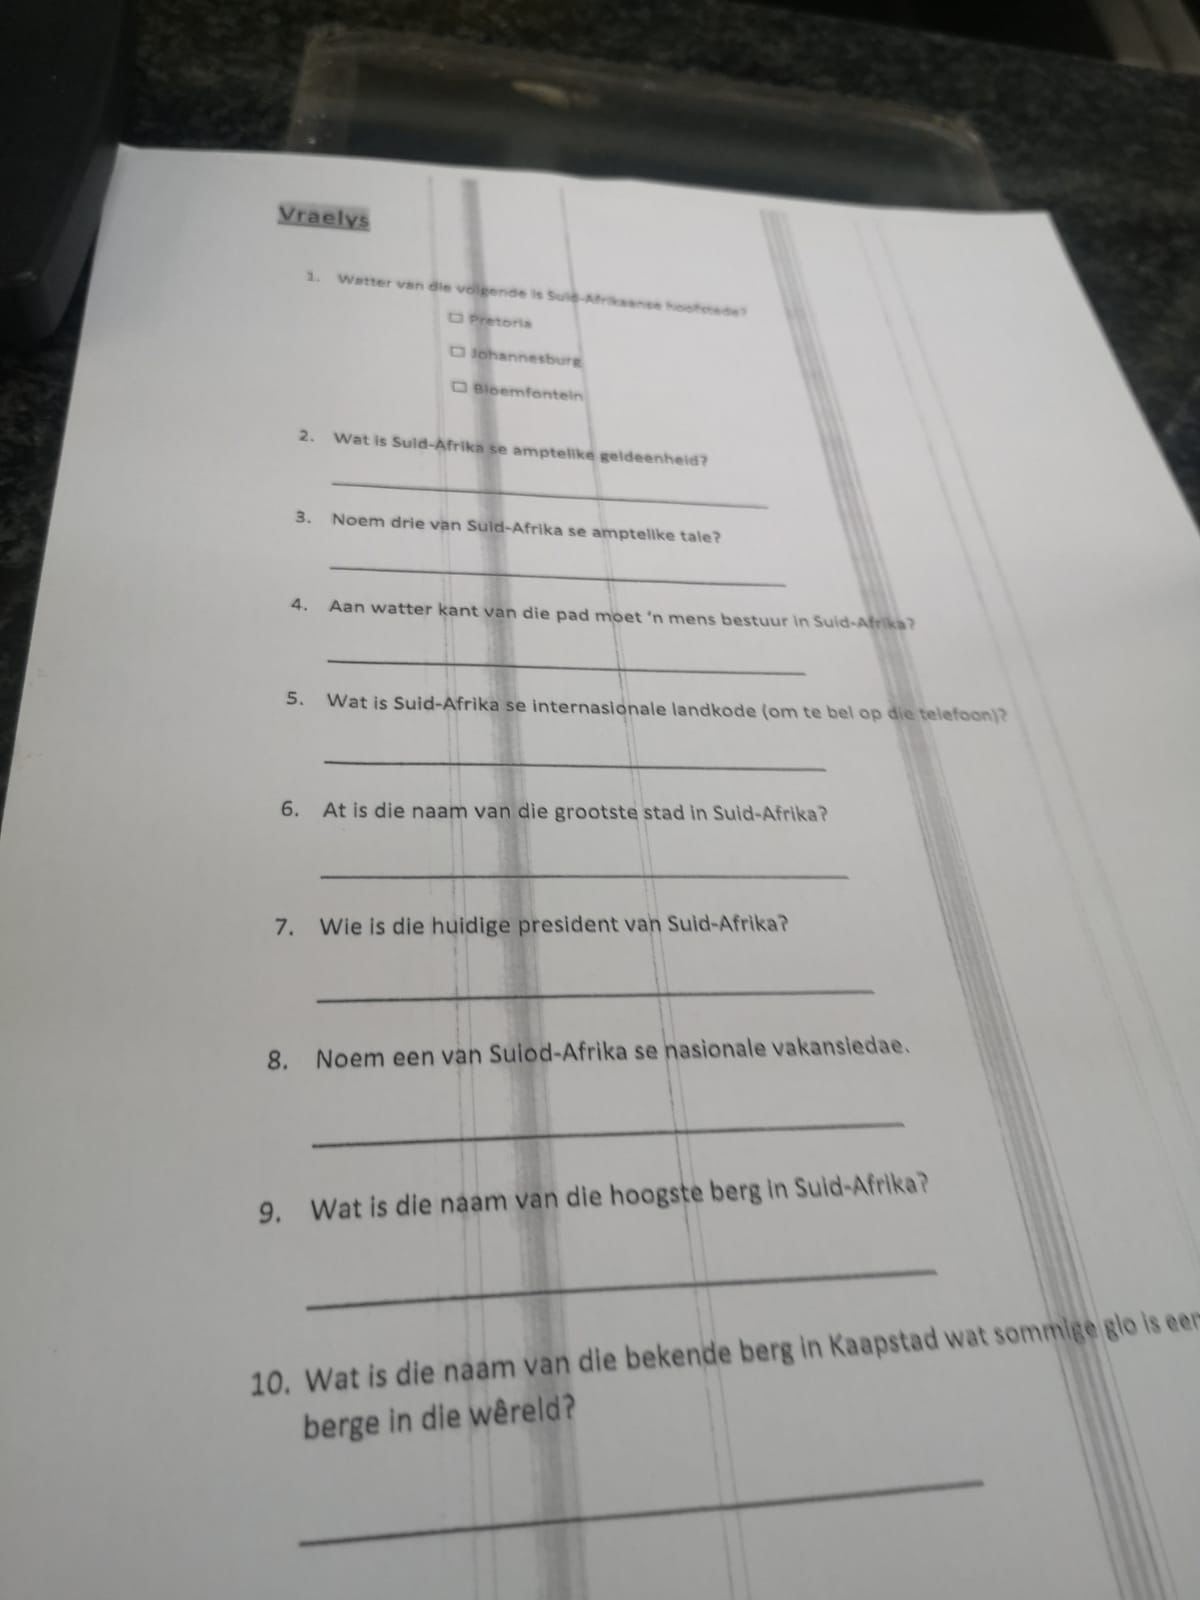 Vraelys
1. Watter van die volgende is Suid-Afrikaanse hoofstede?
☐ Pretoria
☐ Johannesburg
☐ Bloemfontein
2. Wat is Suid-Afrika se amptelike geldeenheid?
3. Noem drie van Suid-Afrika se amptelike tale?
4. Aan watter kant van die pad moet ‘n mens bestuur in Suid-Afrika?
5. Wat is Suid-Afrika se internasionale landkode (om te bel op die telefoon)?
6. At is die naam van die grootste stad in Suid-Afrika?
7. Wie is die huidige president van Suid-Afrika?
8. Noem een van Suiod-Afrika se nasionale vakansiedae.
9. Wat is die naam van die hoogste berg in Suid-Afrika?
10. Wat is die naam van die bekende berg in Kaapstad wat sommige glo is
berge in die wêreld?